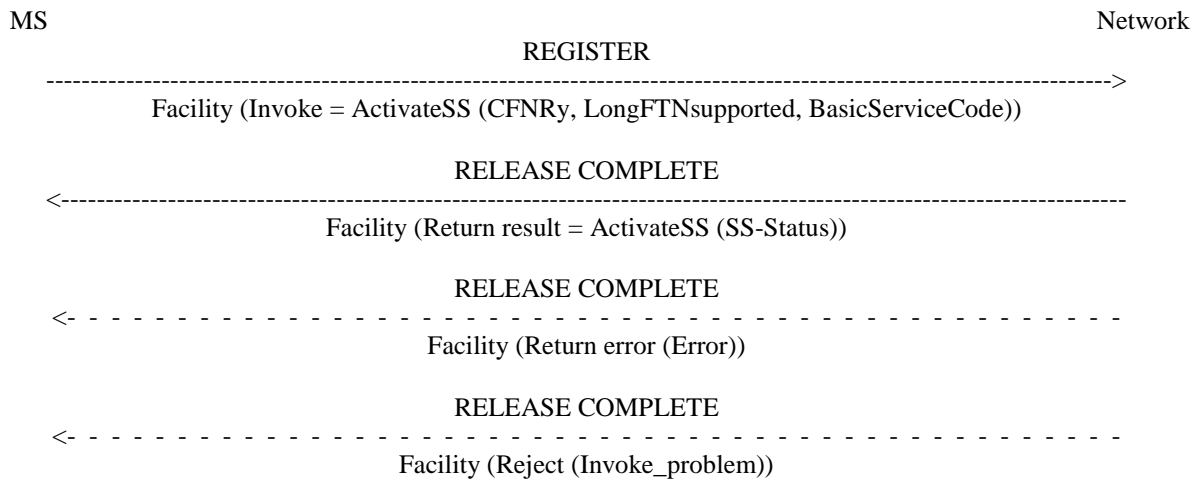 MS Network
REGISTER
Facility (Invoke = ActivateSS (CFNRy, LongFTNsupported, BasicServiceCode))
RELEASE COMPLETE
Facility (Return result = ActivateSS (SS-Status))
RELEASE COMPLETE
Facility (Return error (Error))
RELEASE COMPLETE
Facility (Reject (Invoke_problem))